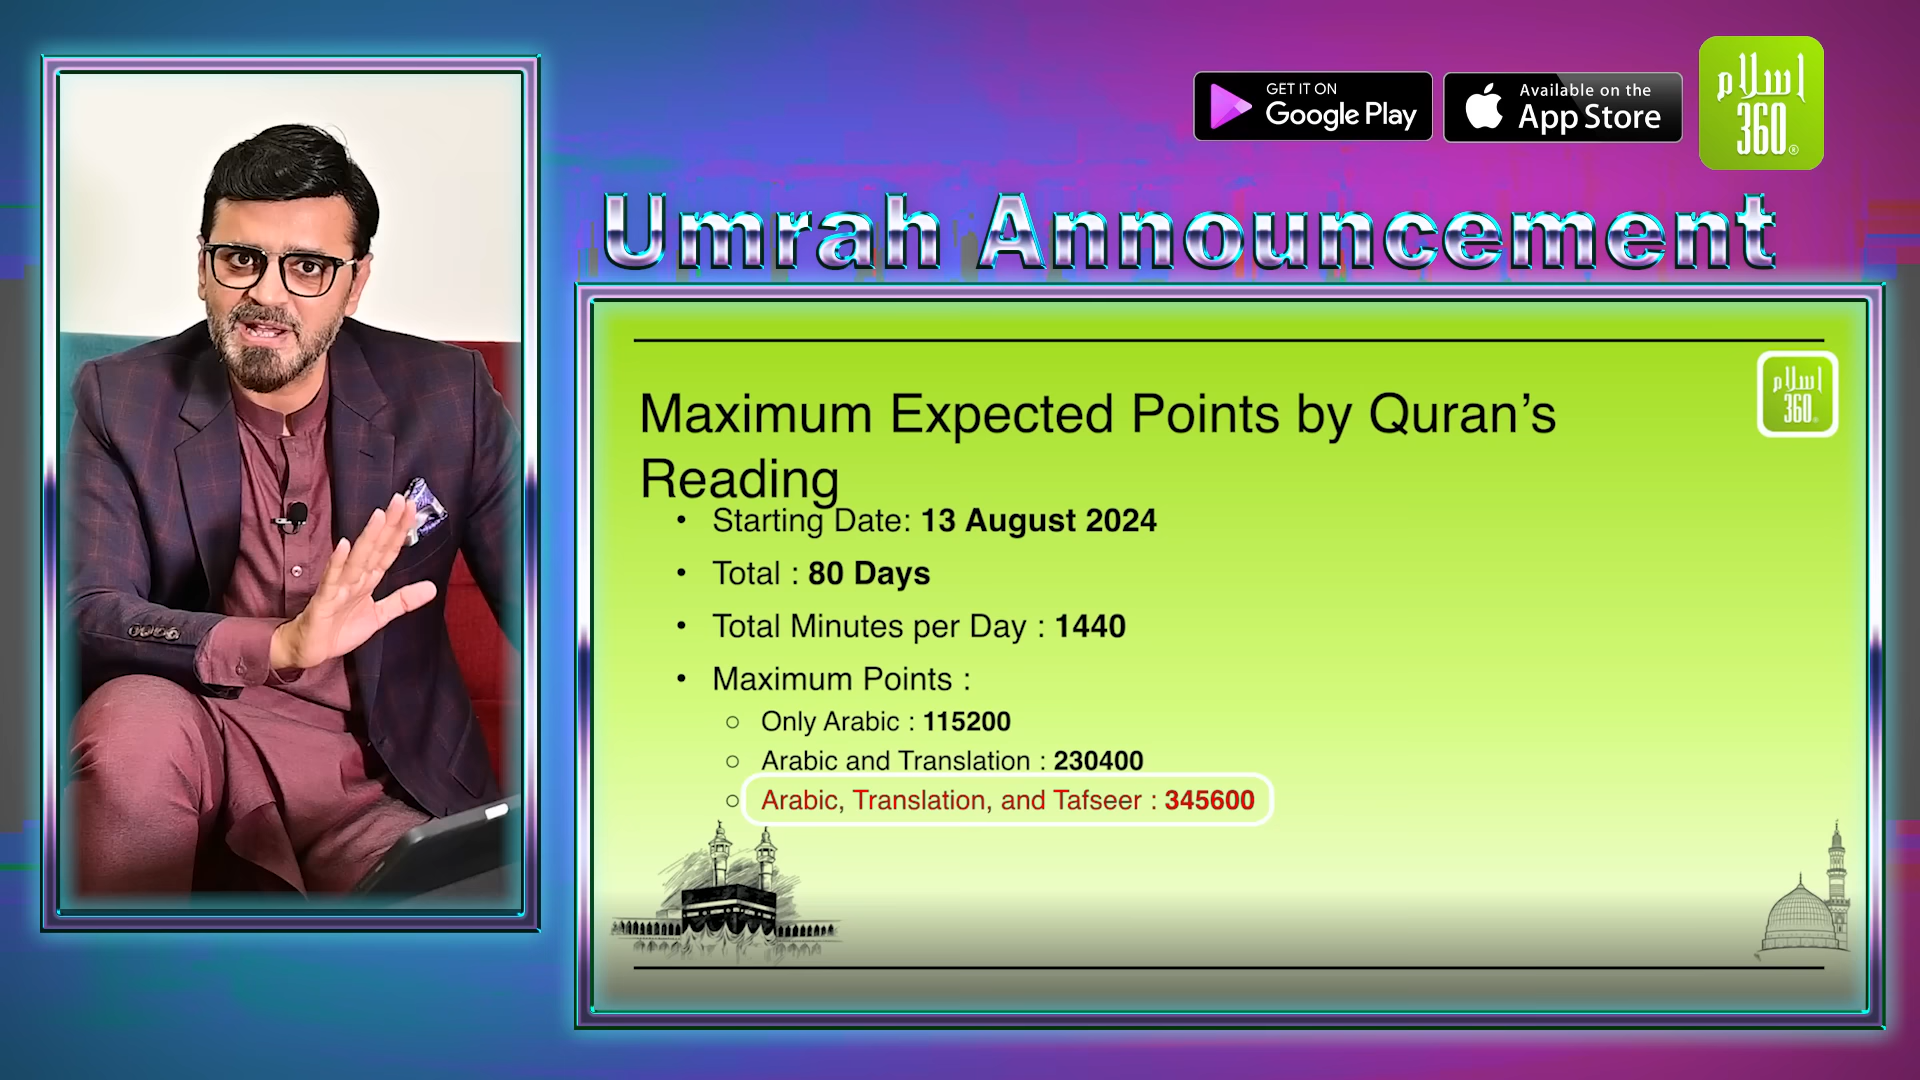 GET IT ON
Google Play
Available on the
App Store
اسلام
360®
Umrah Announcement
Maximum Expected Points by Quran’s
Reading
اسلام
360
• Starting Date: 13 August 2024
• Total : 80 Days
• Total Minutes per Day : 1440
• Maximum Points :
○ Only Arabic : 115200
○ Arabic and Translation : 230400
○ Arabic, Translation, and Tafseer : 345600